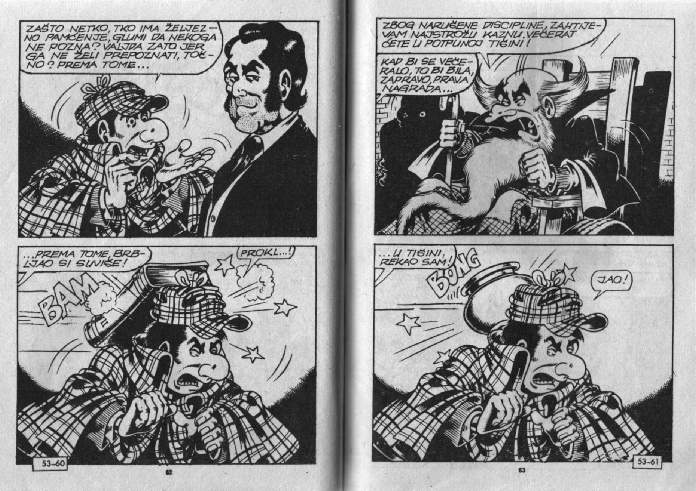 ZAŠTO NETKO, TKO IMA ŽELJEZ-
NO PAMĆENJE, GLUMI DA NEKOGA
NE POZNA? VALJDA ZATO JER
GA NE ŽELI PREPOZNATI, TOČ-
NO? PREMA TOME...
...PREMA TOME, BRB-
LJAO SI SUVIŠE!
PROKL...!
BAM
53-60
62
ZBOG NARUŠENE DISCIPLINE, ZAHTJE-
VAM NAJSTROŽU KAZNU, VEČERAT
ĆETE U POTPUNOJ TIŠINI!
KAD BI SE VEČE-
RALO, TO BI BILA,
ZAPRAVO, PRAVA
NAGRADA...
...U TIŠINI,
REKAO SAM!
BONG
JAO!
53-61
63